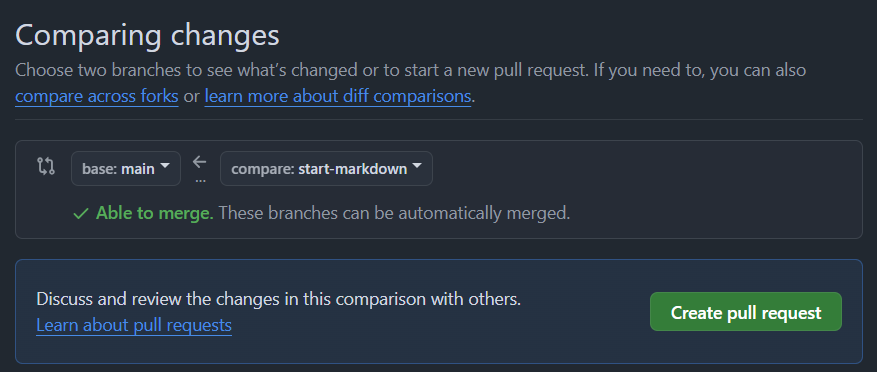 Comparing changes
Choose two branches to see what’s changed or to start a new pull request. If you need to, you can also
compare across forks or learn more about diff comparisons.
base: main ... compare: start-markdown
Able to merge. These branches can be automatically merged.
Discuss and review the changes in this comparison with others.
Learn about pull requests
Create pull request